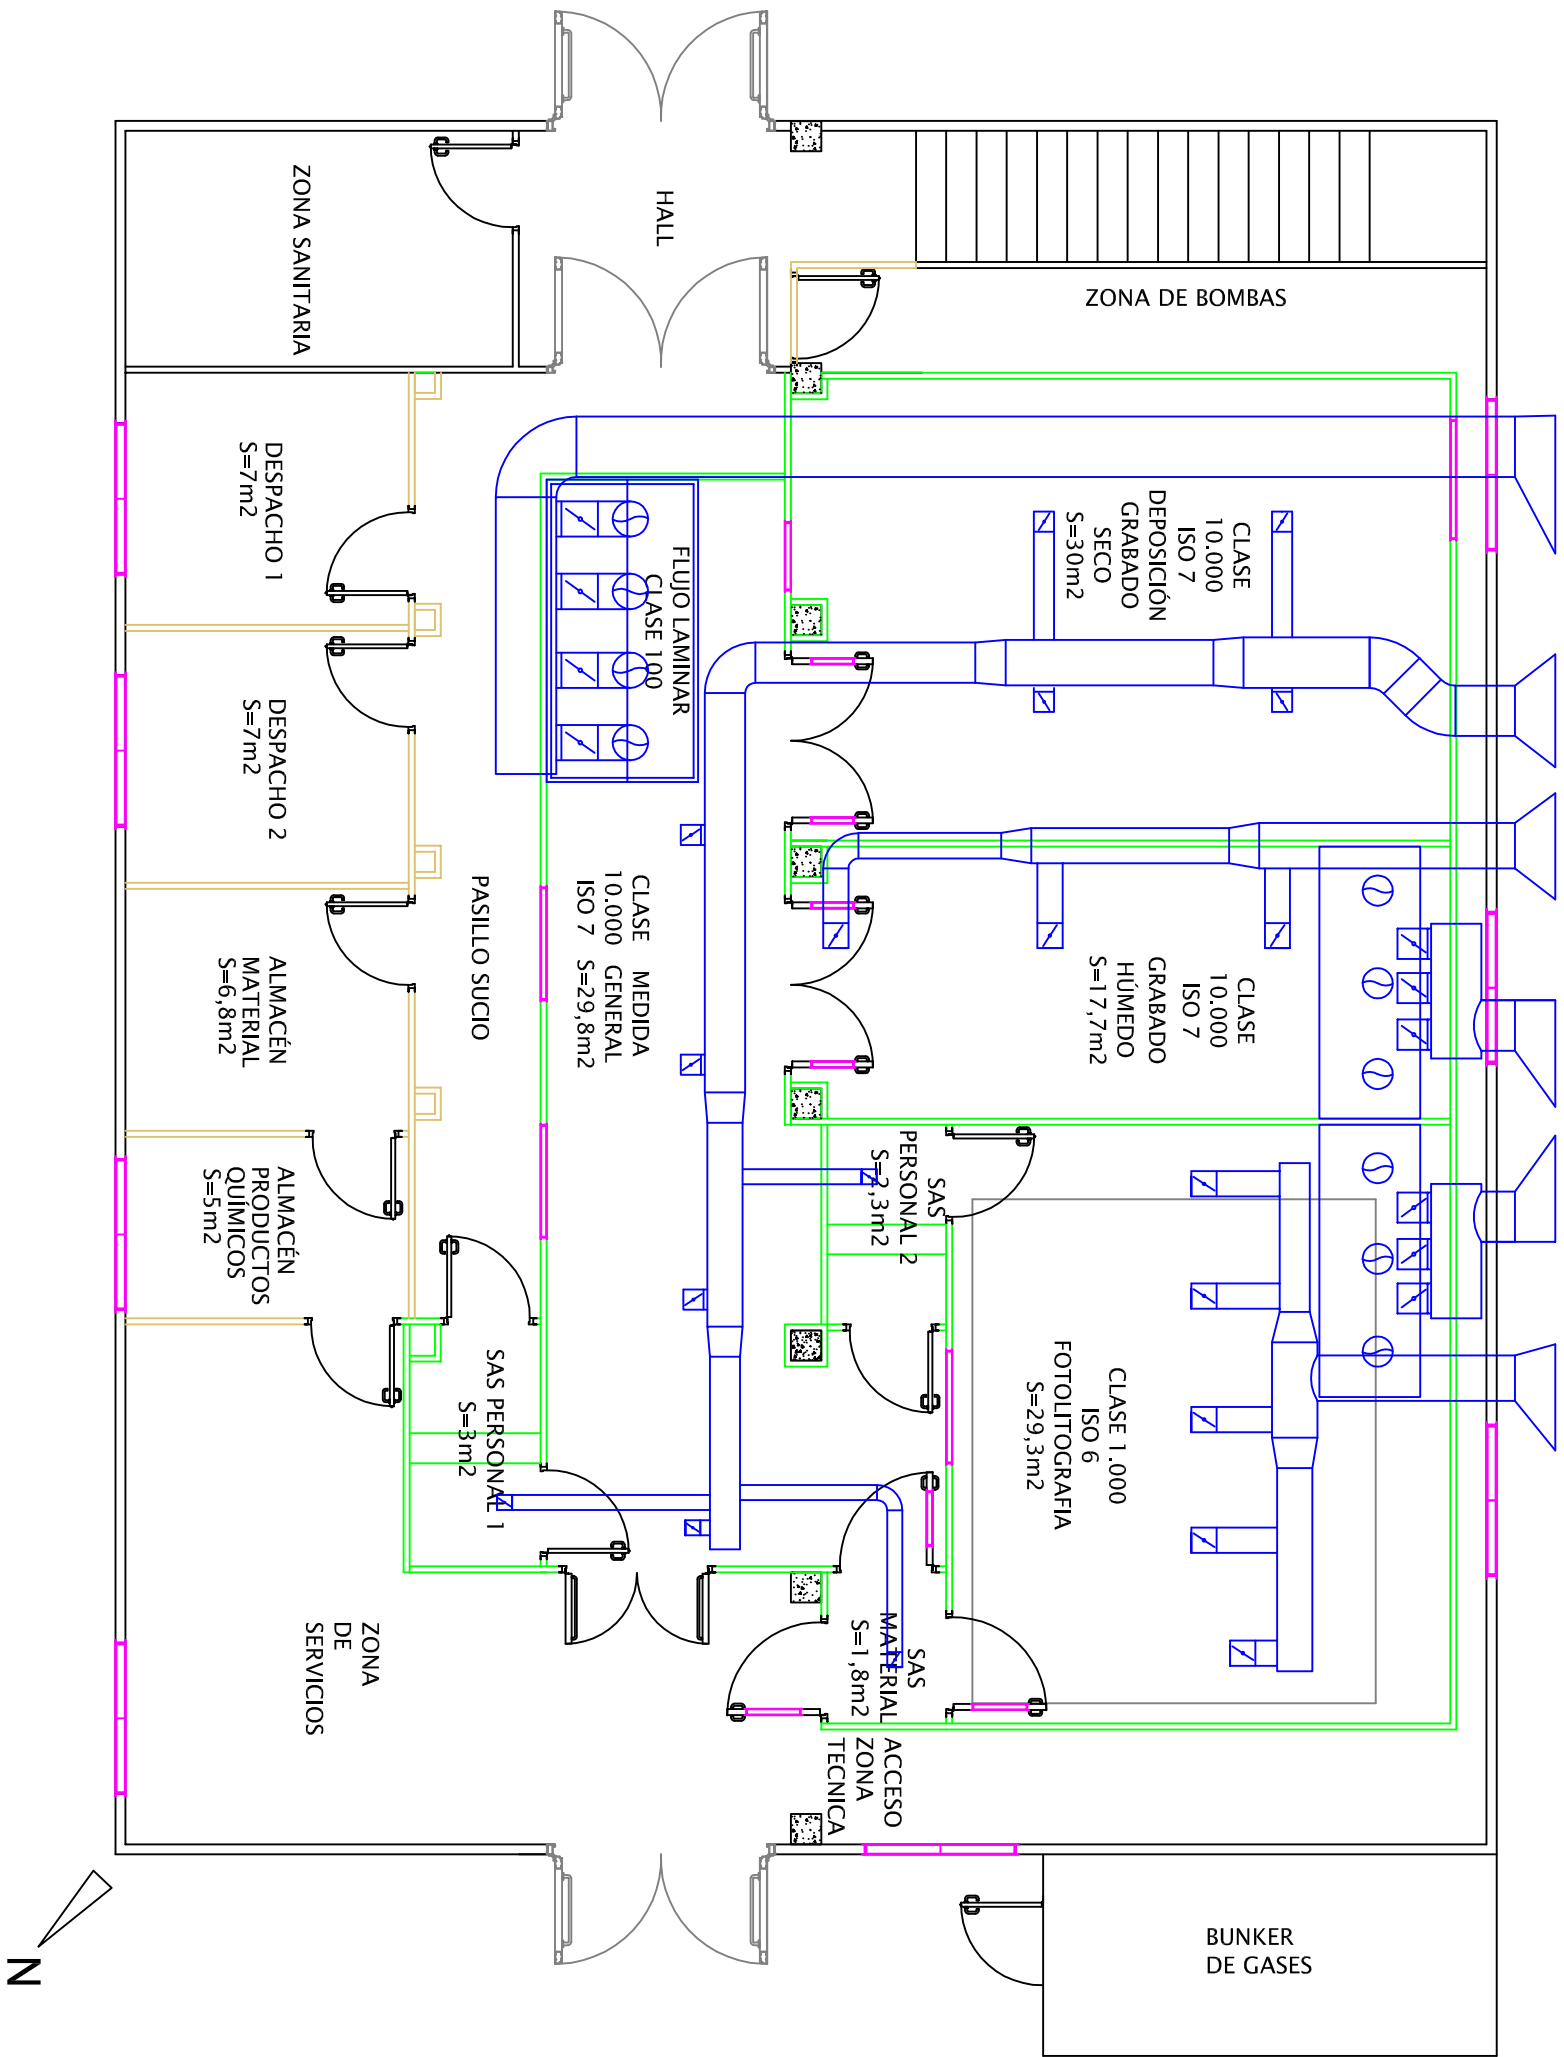 HALL
ZONA SANITARIA
ZONA DE BOMBAS
DESPACHO 1
S=7m2
DESPACHO 2
S=7m2
ALMACÉN
MATERIAL
S=6,8m2
ALMACÉN
PRODUCTOS
QUÍMICOS
S=5m2
PASILLO SUCIO
FLUJO LAMINAR
CLASE 100
CLASE
10.000
ISO 7
DEPOSICIÓN
GRABADO
SECO
S=30m2
CLASE MEDIDA
10.000 GENERAL
ISO 7 S=29,8m2
CLASE
10.000
ISO 7
GRABADO
HÚMEDO
S=17,7m2
SAS
PERSONAL 2
S=2,3m2
SAS PERSONAL 1
S=3m2
CLASE 1.000
ISO 6
FOTOLITOGRAFIA
S=29,3m2
SAS
MATERIAL
S=1,8m2
ACCESO
ZONA
TECNICA
ZONA
DE
SERVICIOS
BUNKER
DE GASES
N